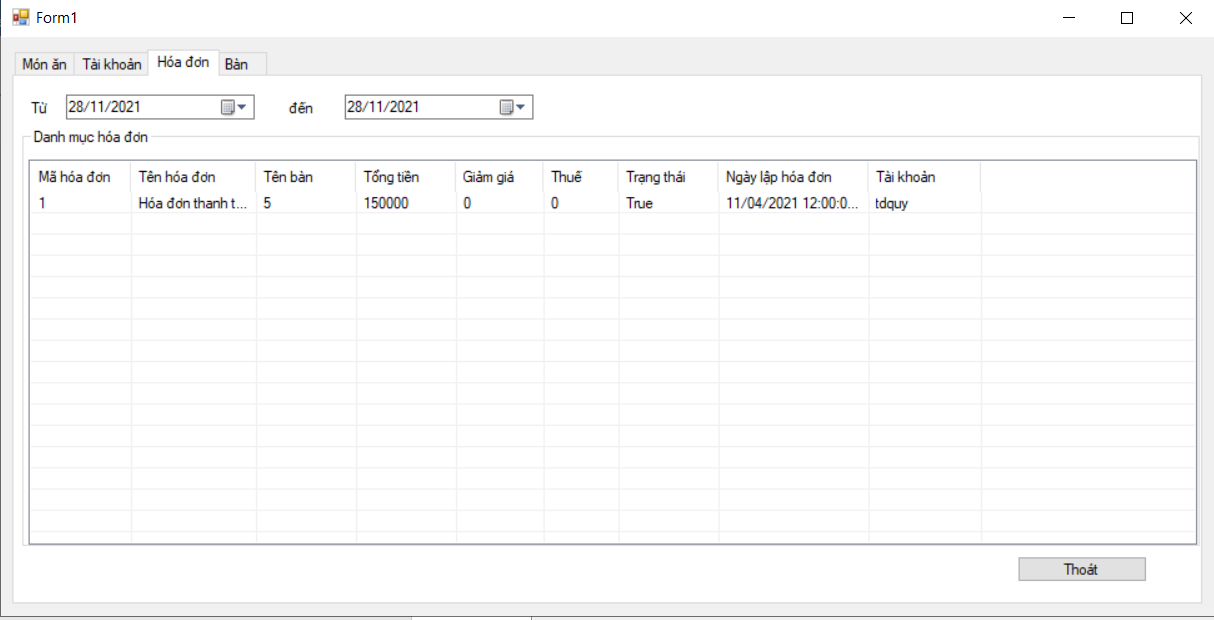 Form1
Món ăn Tài khoản Hóa đơn Bàn
Từ 28/11/2021 đến 28/11/2021
Danh mục hóa đơn
Mã hóa đơn Tên hóa đơn Tên bàn Tổng tiền Giảm giá Thuế Trạng thái Ngày lập hóa đơn Tài khoản
1 Hóa đơn thanh t... 5 150000 0 0 True 11/04/2021 12:00:0... tdquy
Thoát